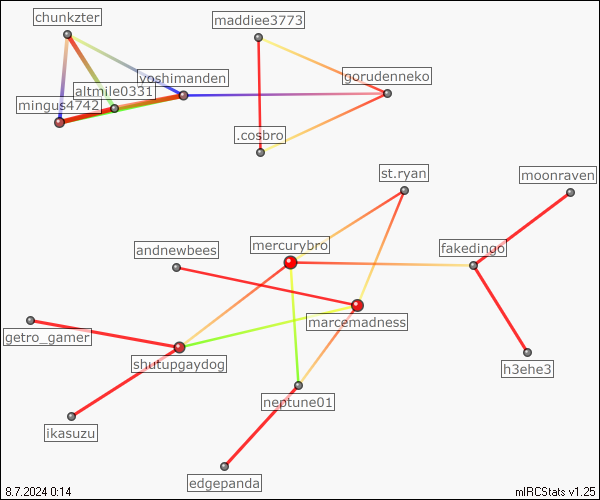 chunkzter
maddiee3773
yoshimanden
gorudenneko
altmile0331
mingus4742
.cosbro
st.ryan
moonraven
mercurybro
fakedingo
andnewbees
marcemadness
getro_gamer
shutupgaydog
h3ehe3
neptune01
ikasuzu
edgepanda
8.7.2024 0:14
mIRCStats v1.25